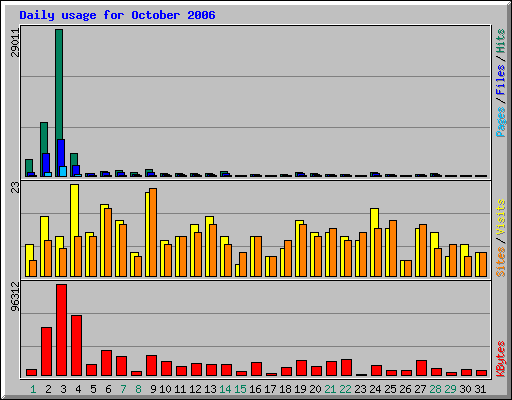 Daily usage for October 2006
29011
Pages / Files / Hits
23
Sites / Visits
96312
KBytes
1 2 3 4 5 6 7 8 9 10 11 12 13 14 15 16 17 18 19 20 21 22 23 24 25 26 27 28 29 30 31